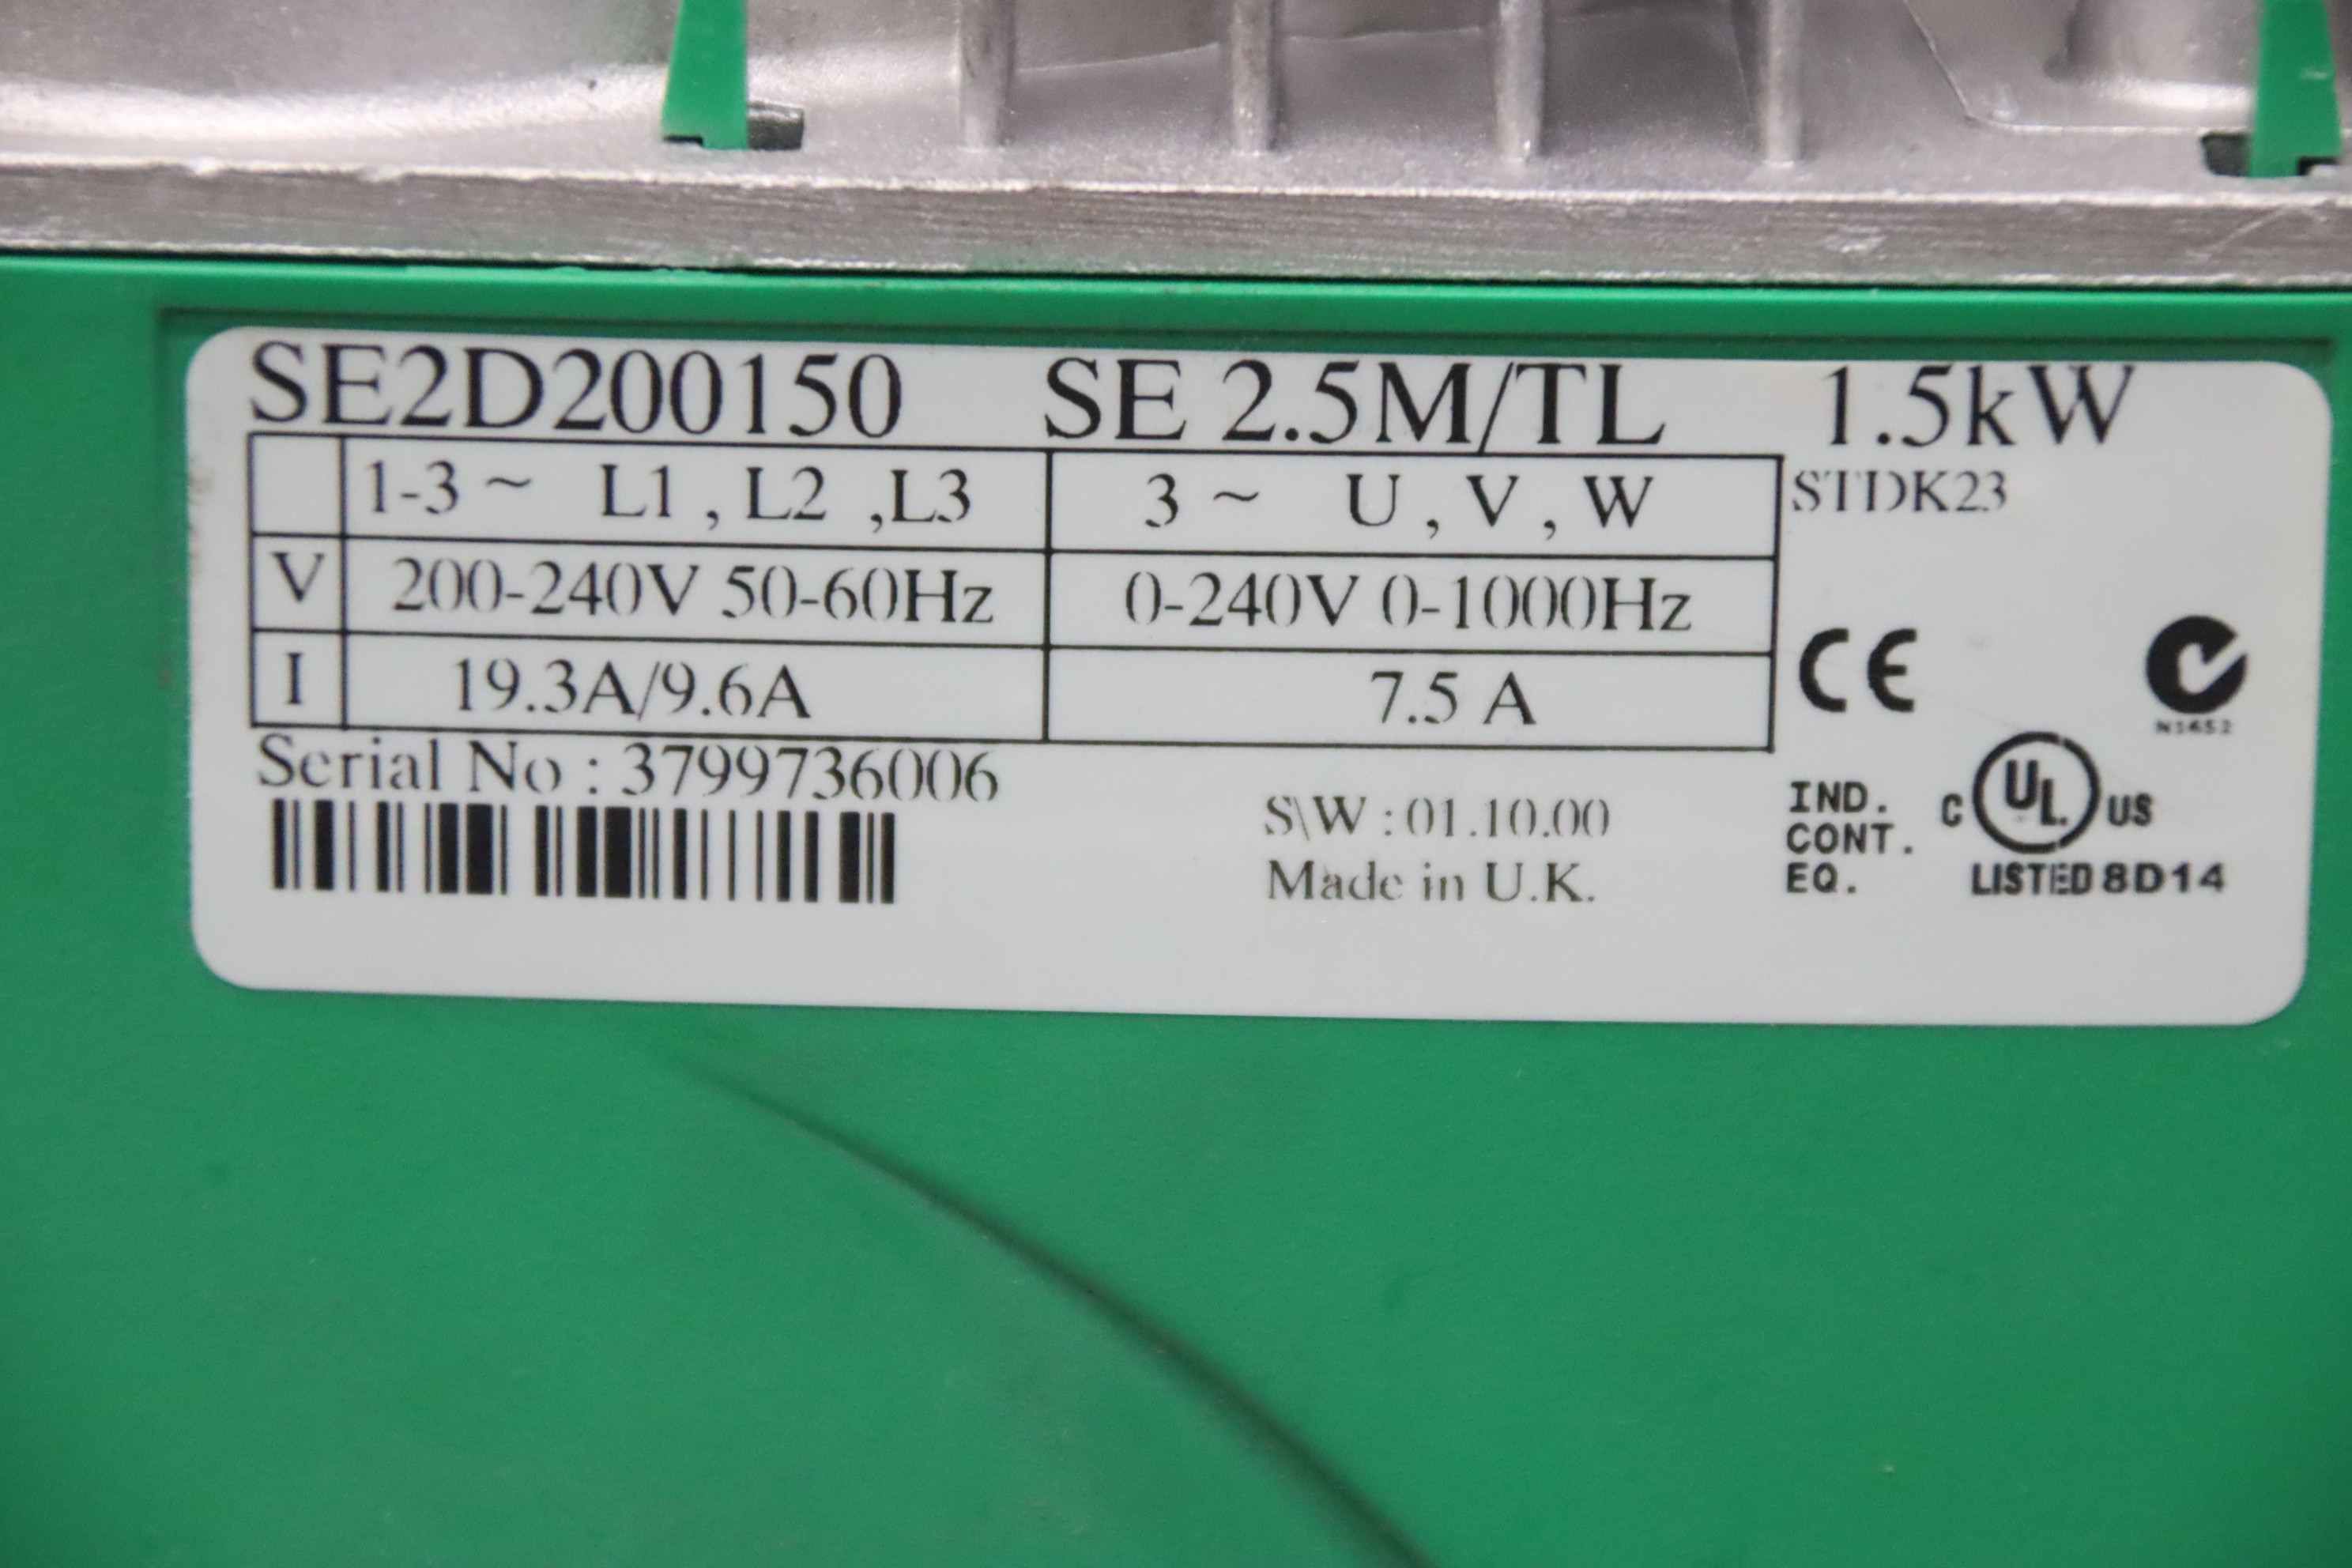 SE2D200150 SE 2.5M/TL 1.5kW
1-3 ~ L1 , L2 ,L3 3 ~ U , V , W STDK23
V 200-240V 50-60Hz 0-240V 0-1000Hz
I 19.3A/9.6A 7.5 A
CE
N1652
Serial No : 3799736006
S\W : 01.10.00
Made in U.K.
IND.
CONT.
EQ.
C UL US
LISTED 8D14